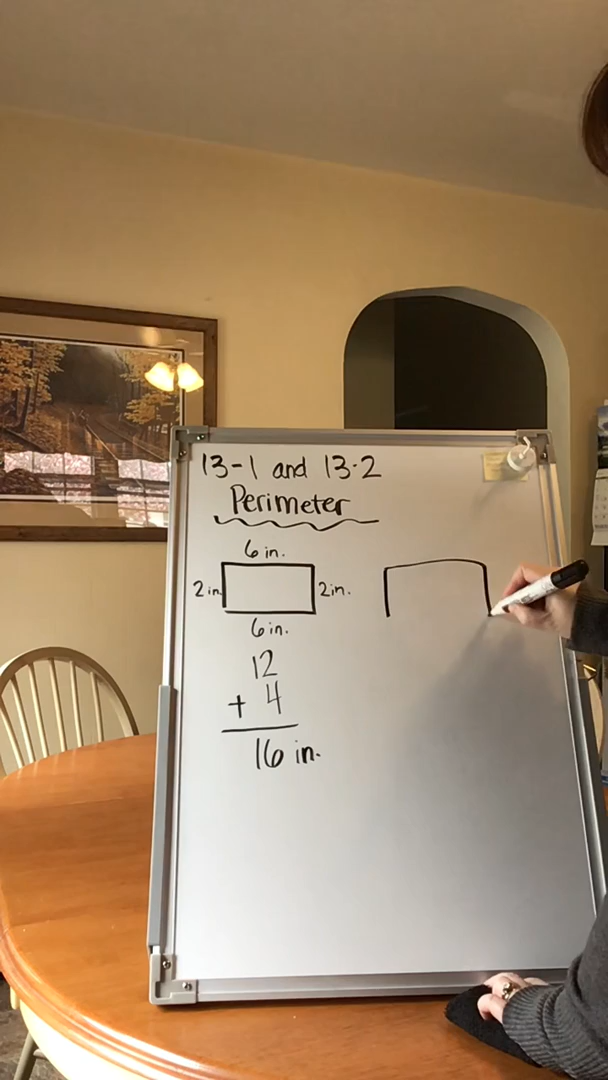 13-1 and 13-2
Perimeter
6 in.
2 in. 2 in.
6 in.
12
+ 4
16 in.